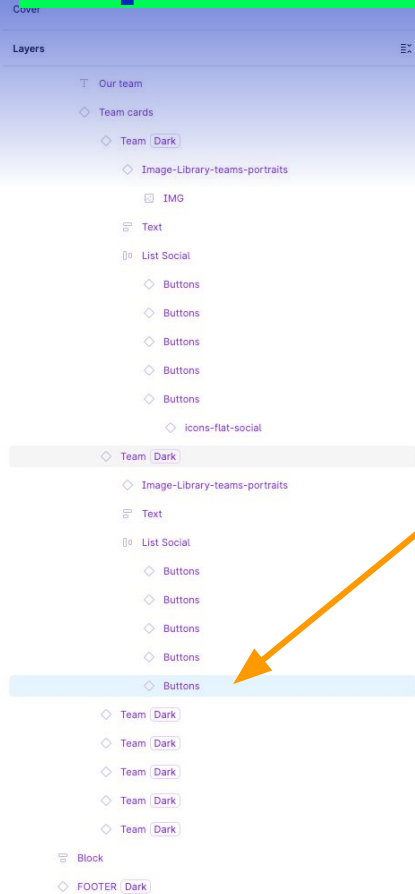 Cover
Layers
Our team
Team cards
Team Dark
Image-Library-teams-portraits
IMG
Text
List Social
Buttons
Buttons
Buttons
Buttons
Buttons
icons-flat-social
Team Dark
Image-Library-teams-portraits
Text
List Social
Buttons
Buttons
Buttons
Buttons
Buttons
Team Dark
Team Dark
Team Dark
Team Dark
Team Dark
Block
FOOTER Dark